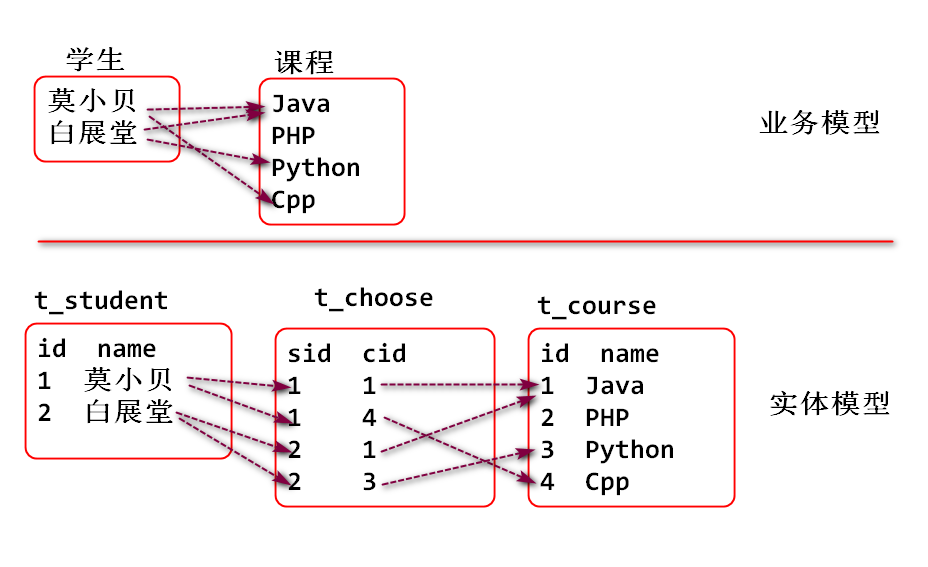 学生
课程
莫小贝
白展堂
Java
PHP
Python
Cpp
业务模型
t_student
t_choose
t_course
id name
1 莫小贝
2 白展堂
sid cid
1 1
1 4
2 1
2 3
id name
1 Java
2 PHP
3 Python
4 Cpp
实体模型